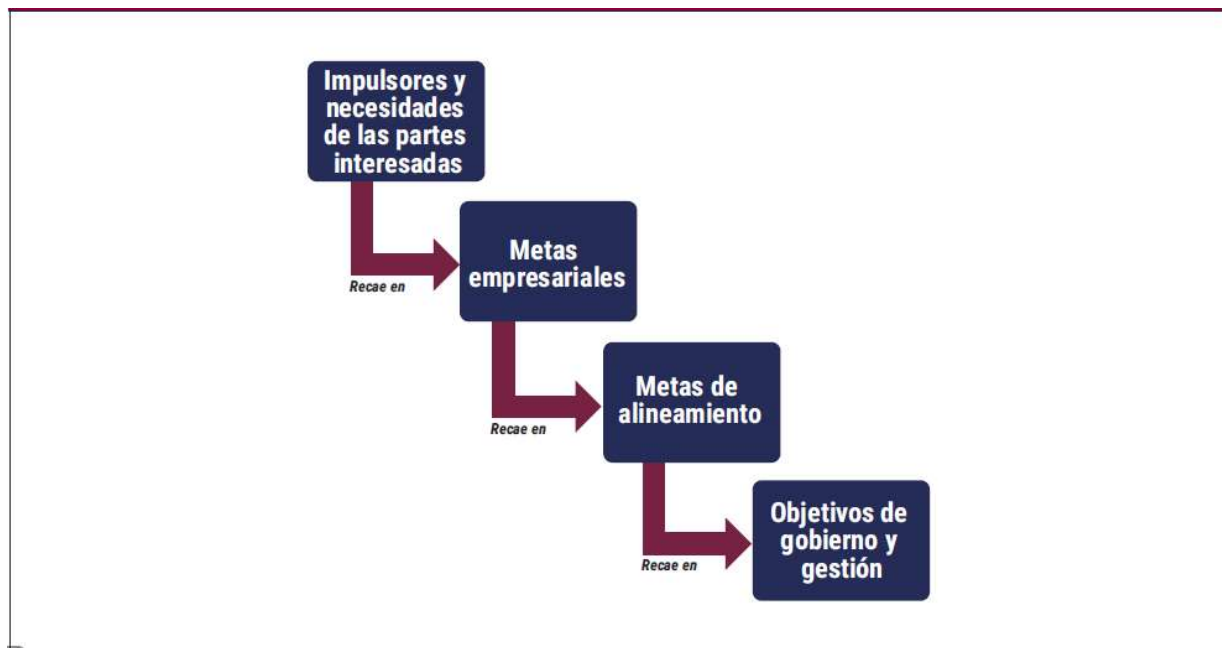 Impulsores y
necesidades
de las partes
interesadas
Recae en
Metas
empresariales
Recae en
Metas de
alineamiento
Recae en
Objetivos de
gobierno y
gestión